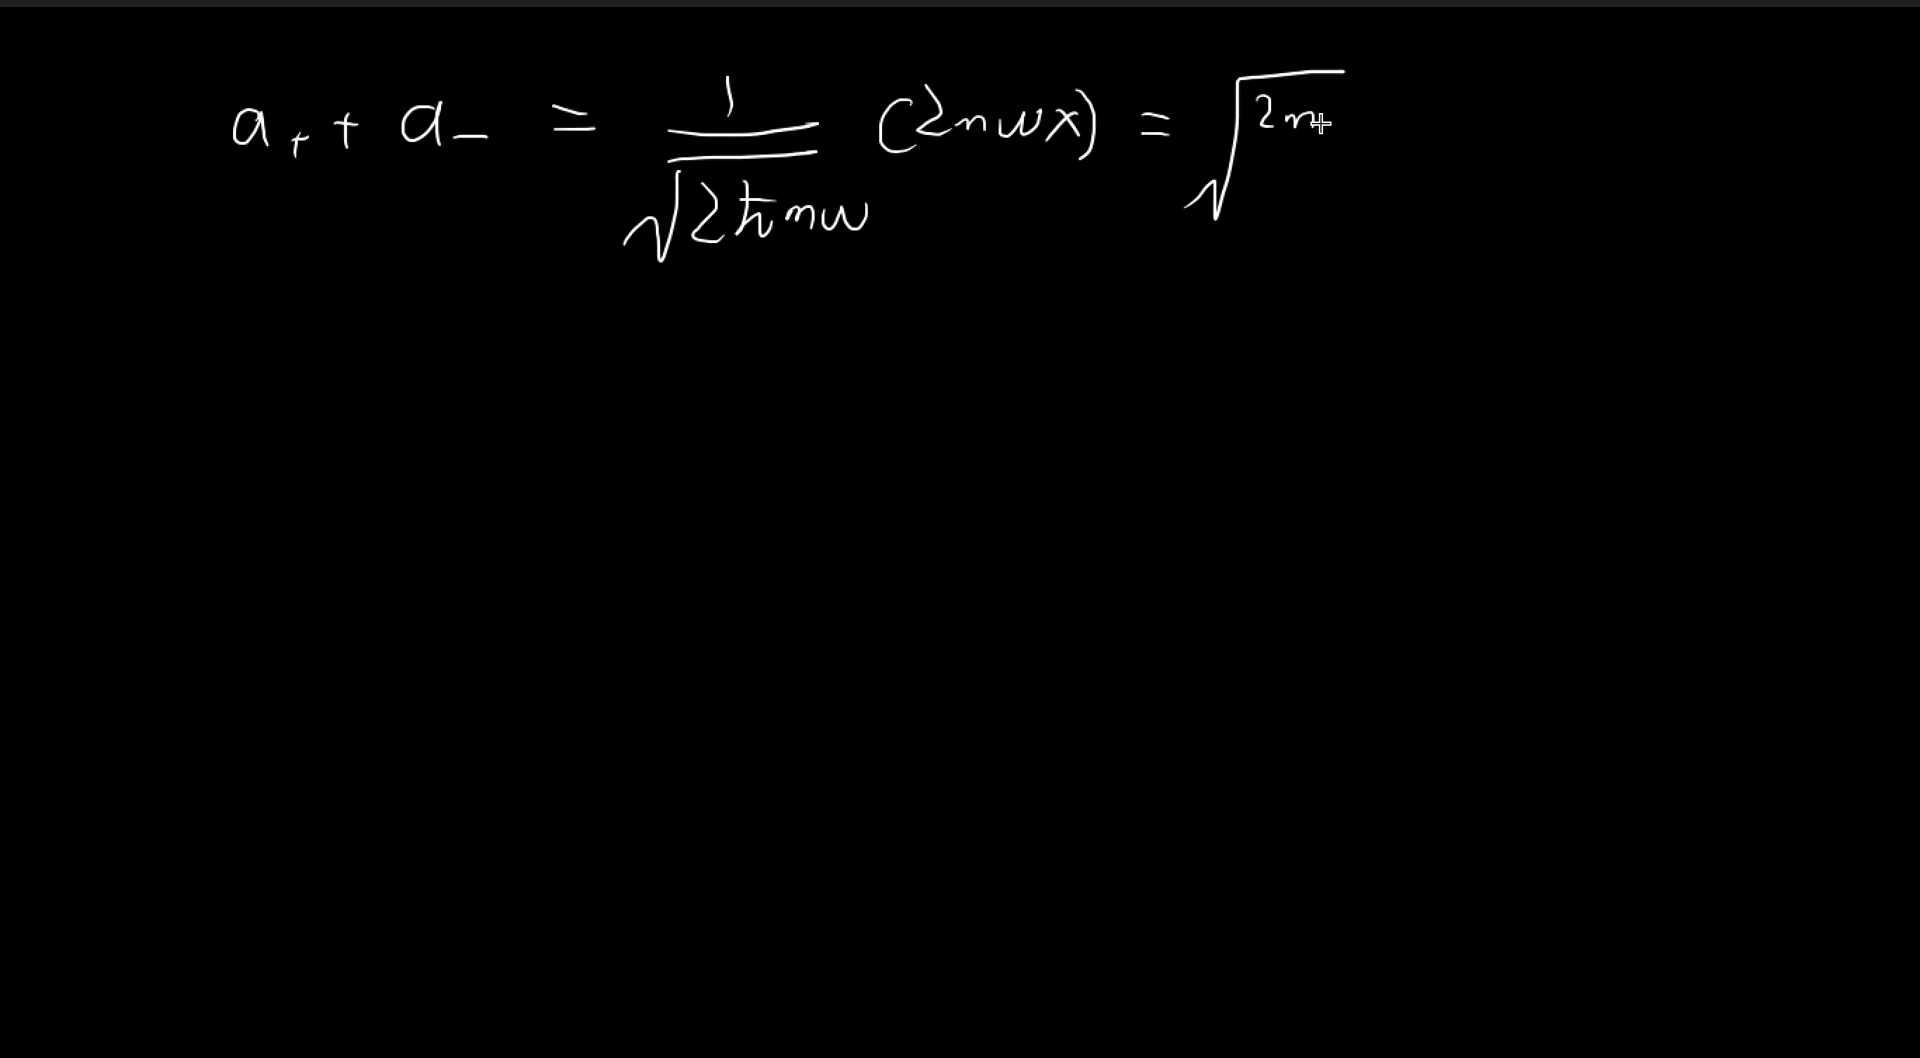 a₊ + a₋ = 1/√(2ħmω) (2mωx) = √(2m